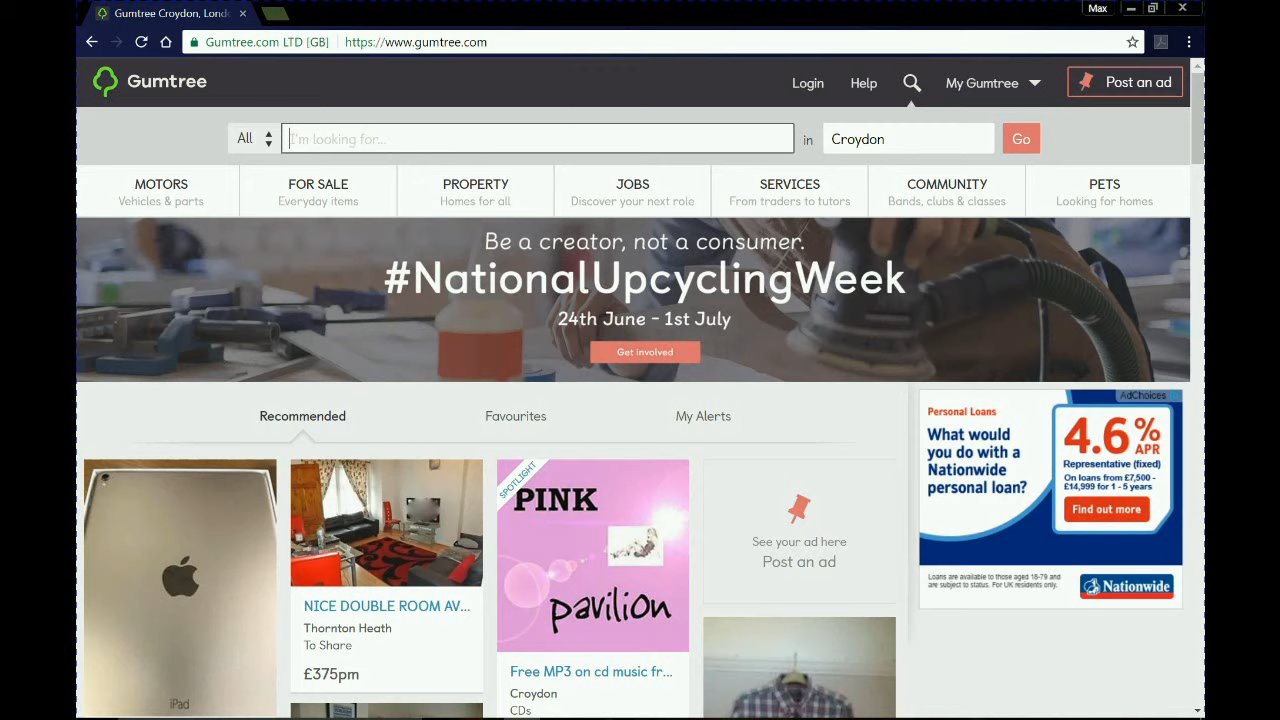 Gumtree Croydon, Lond
Max
Gumtree.com LTD [GB]
https://www.gumtree.com
Gumtree
Login
Help
My Gumtree
Post an ad
All
I'm looking for...
in
Croydon
Go
MOTORS
Vehicles & parts
FOR SALE
Everyday items
PROPERTY
Homes for all
JOBS
Discover your next role
SERVICES
From traders to tutors
COMMUNITY
Bands, clubs & classes
PETS
Looking for homes
Be a creator, not a consumer.
#NationalUpcyclingWeek
24th June - 1st July
Get Involved
Recommended
Favourites
My Alerts
iPad
NICE DOUBLE ROOM AV...
Thornton Heath
To Share
£375pm
SPOTLIGHT
PINK
pavilion
Free MP3 on cd music fr...
Croydon
CDs
See your ad here
Post an ad
AdChoices
Personal Loans
What would
you do with a
Nationwide
personal loan?
4.6%
APR
Representative (fixed)
On loans from £7,500 -
£14,999 for 1 - 5 years
Find out more
Loans are available to those aged 18-79 and
are subject to status. For UK residents only.
Nationwide